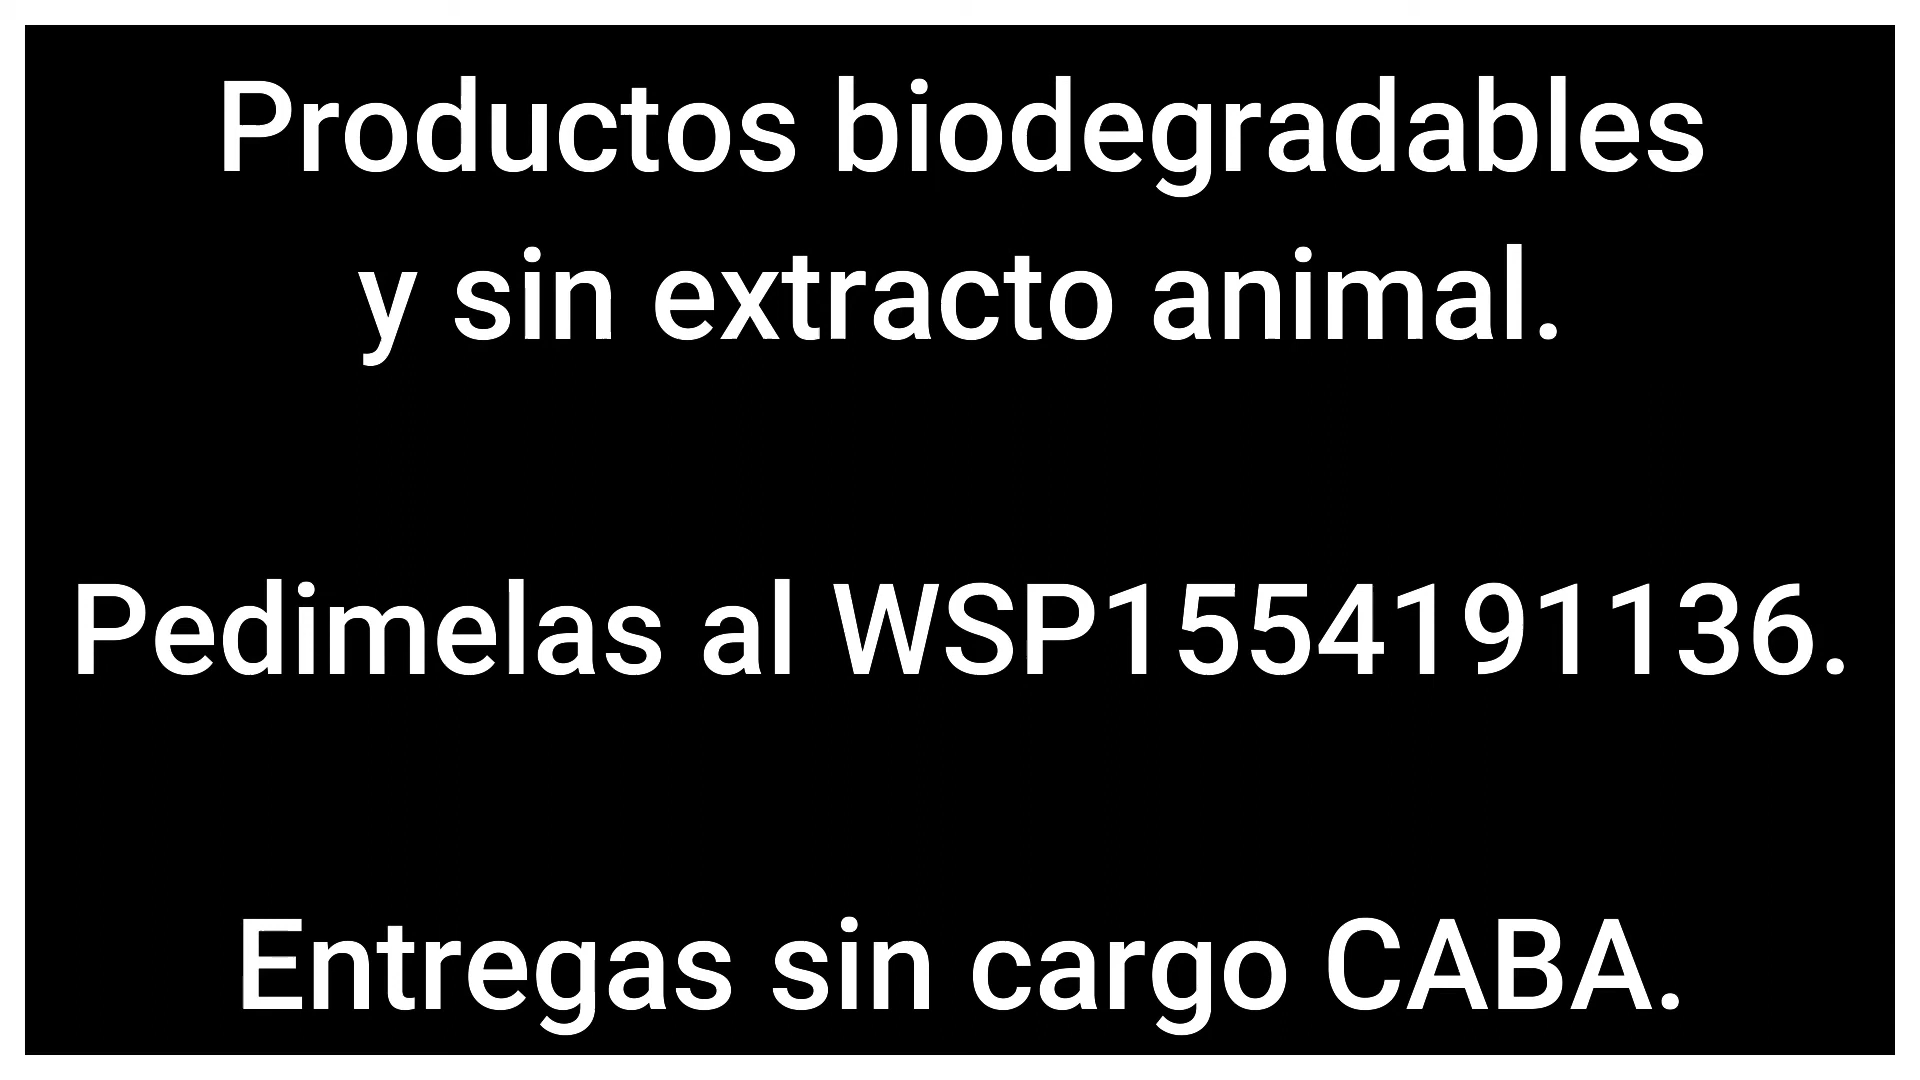 Productos biodegradables
y sin extracto animal.
Pedimelas al WSP1554191136.
Entregas sin cargo CABA.